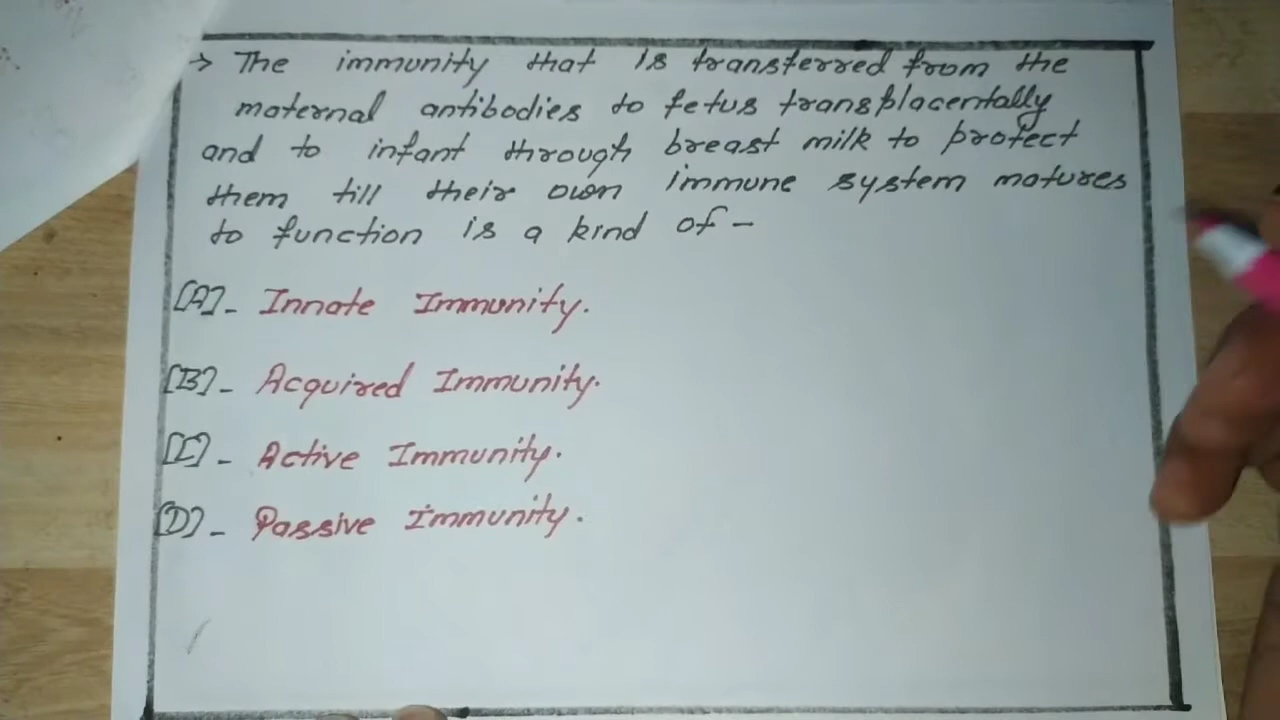 → The immunity that is transferred from the
maternal antibodies to fetus transplacentally
and to infant through breast milk to protect
them till their own immune system matures
to function is a kind of -
[A]- Innate Immunity.
[B]- Acquired Immunity.
[C]- Active Immunity.
[D]- Passive Immunity.